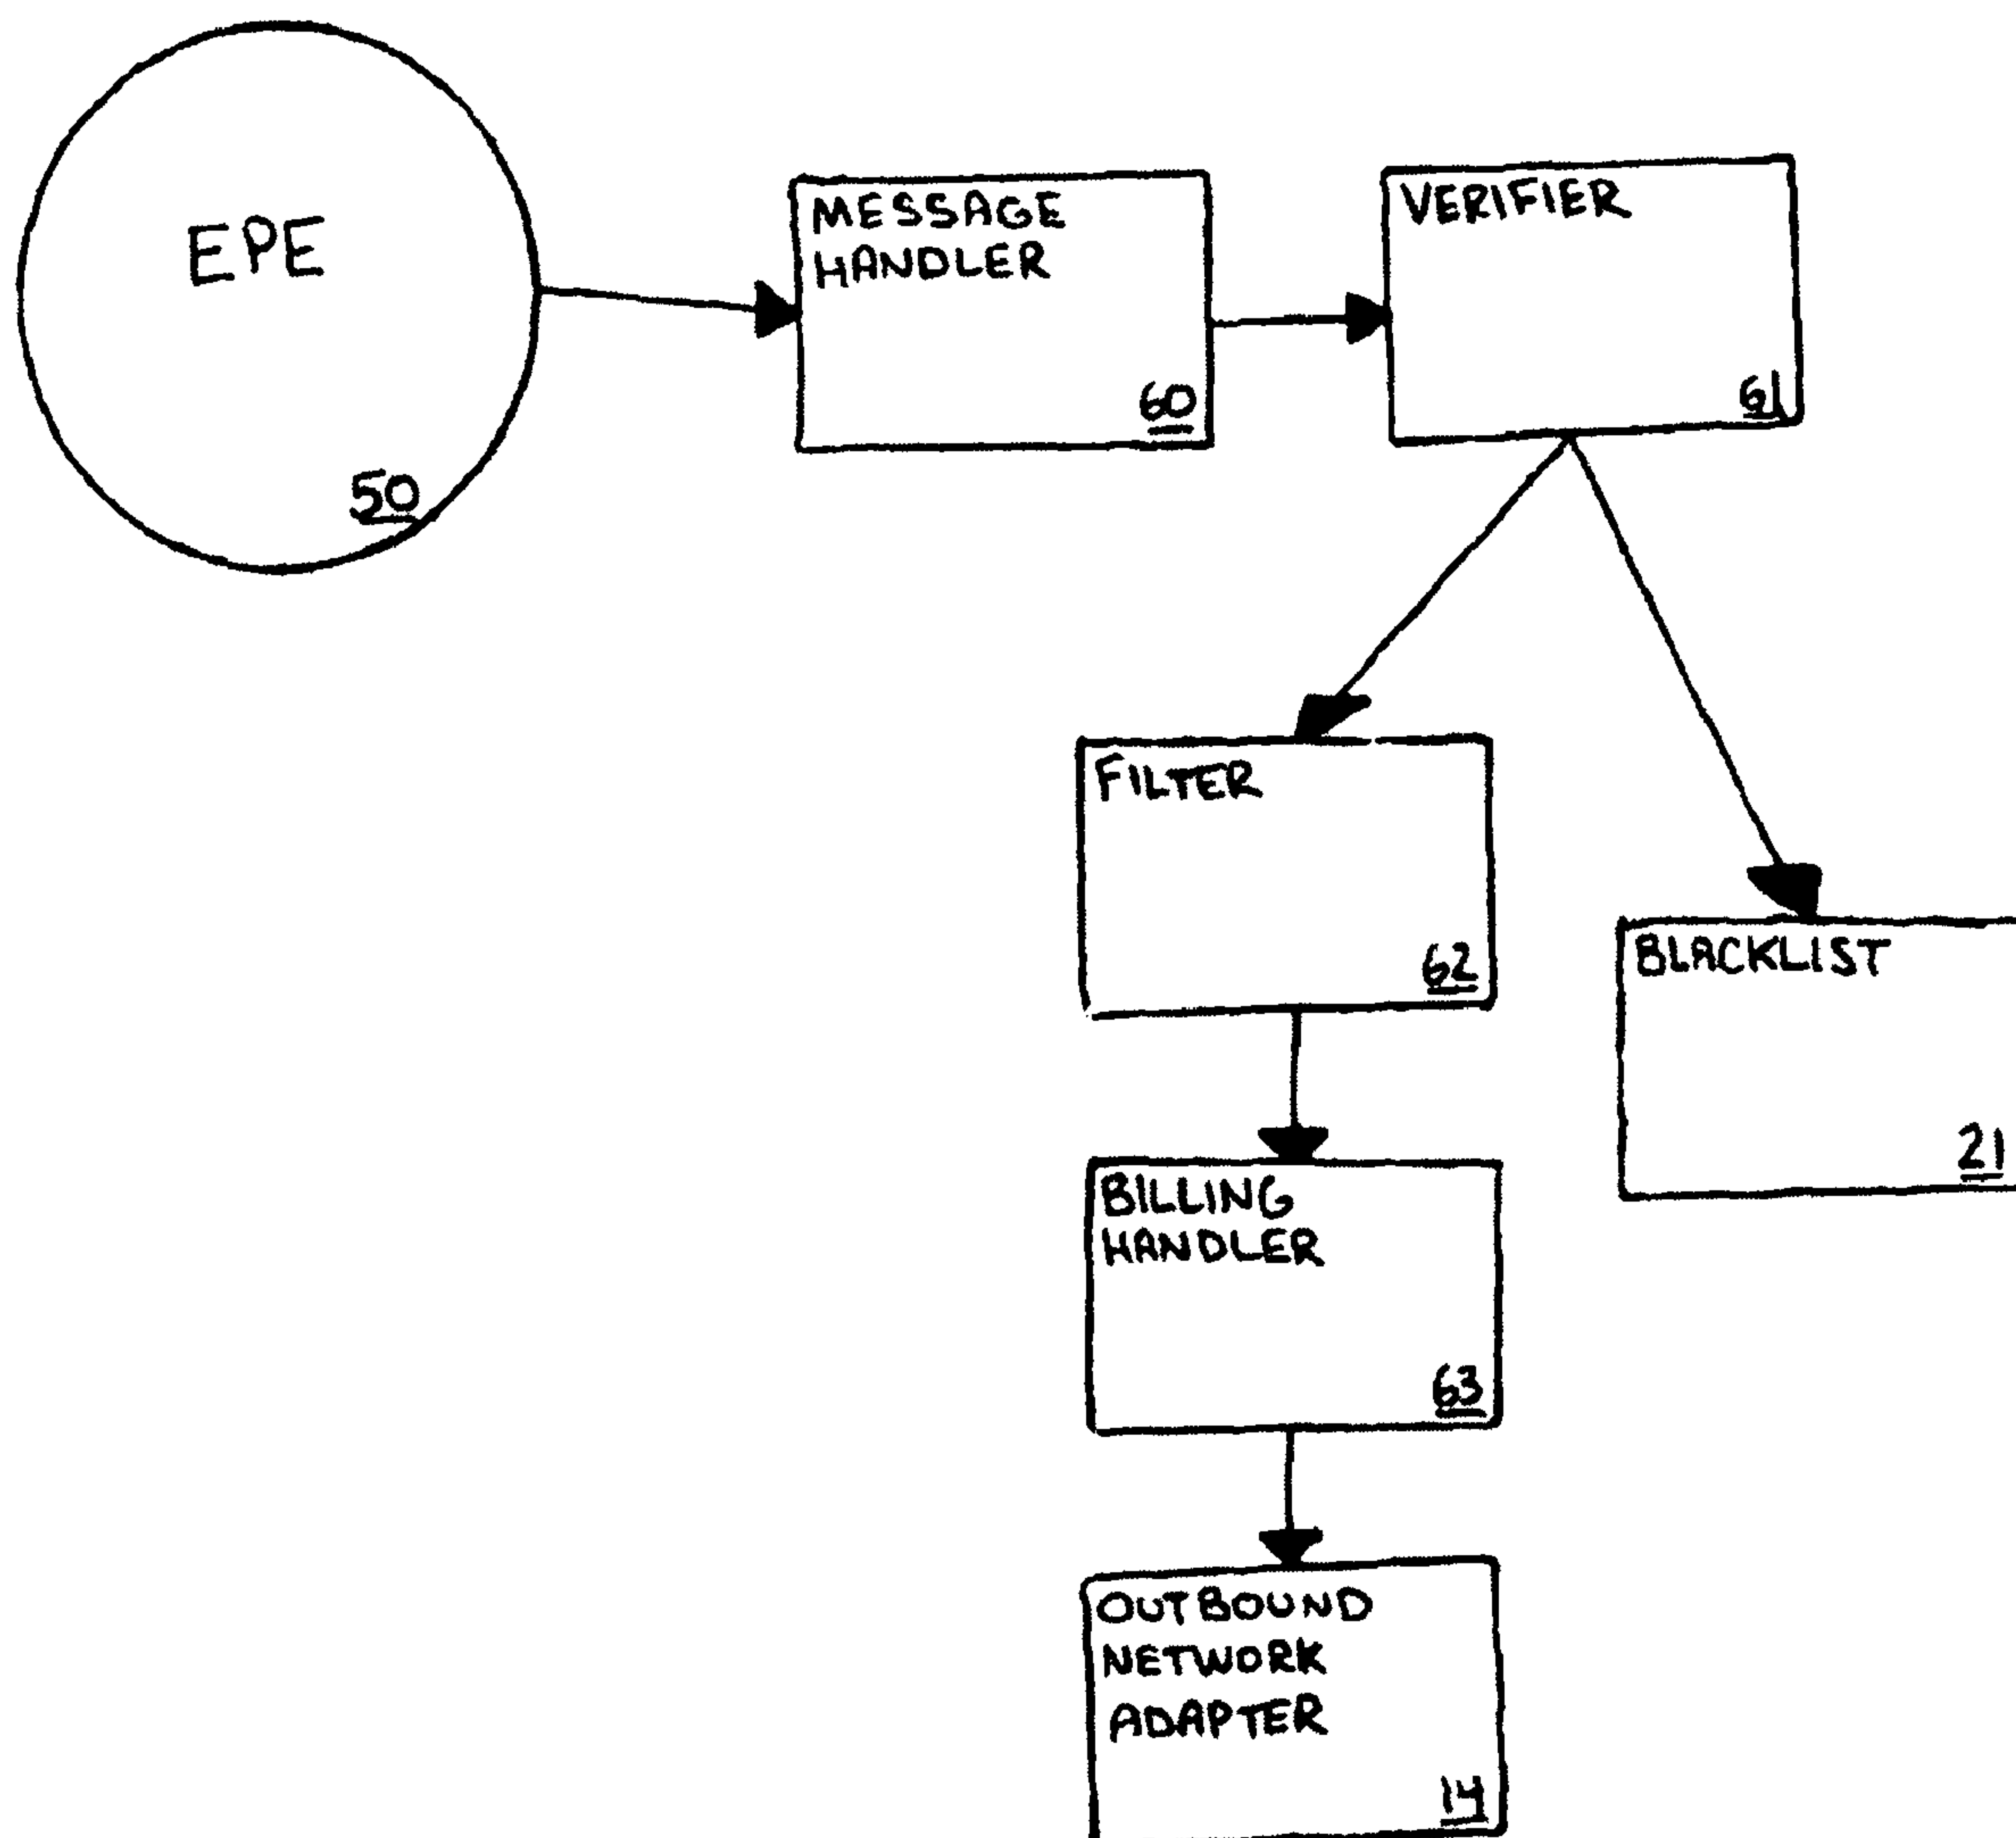 EPE
50
MESSAGE
HANDLER
60
VERIFIER
61
FILTER
62
BLACKLIST
21
BILLING
HANDLER
63
OUTBOUND
NETWORK
ADAPTER
14